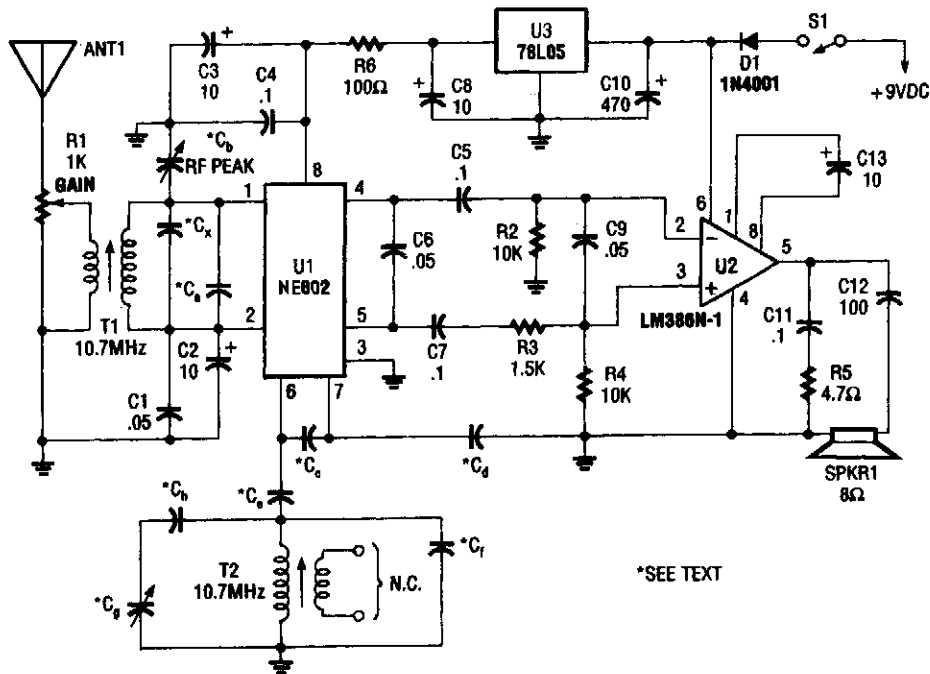 ANT1
C3
10
C4
.1
R6
100Ω
C8
10
U3
78L05
C10
470
D1
1N4001
S1
+9VDC
R1
1K
GAIN
*Cb
RF PEAK
*Cx
*Ca
T1
10.7MHz
C2
10
C1
.05
1
2
8
4
5
3
6
7
U1
NE602
C5
.1
C6
.05
C7
.1
R2
10K
C9
.05
R3
1.5K
R4
10K
2
3
6
1
8
5
4
U2
LM386N-1
C13
10
C12
100
C11
.1
R5
4.7Ω
SPKR1
8Ω
*Cc
*Cd
*Ce
*Ch
*Cg
*Cf
T2
10.7MHz
N.C.
*SEE TEXT